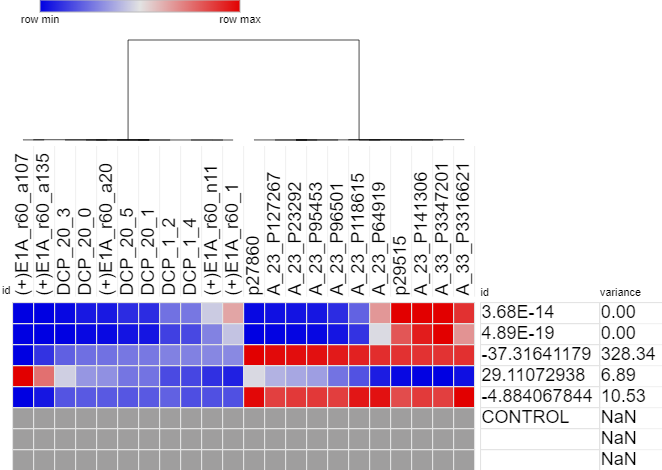 row min row max
id (+)E1A_r60_a107 (+)E1A_r60_a135 DCP_20_3 DCP_20_0 (+)E1A_r60_a20 DCP_20_5 DCP_20_1 DCP_1_2 DCP_1_4 (+)E1A_r60_n11 (+)E1A_r60_1 p27860 A_23_P127267 A_23_P23292 A_23_P95453 A_23_P96501 A_23_P118615 A_23_P64919 p29515 A_23_P141306 A_33_P3347201 A_33_P3316621 id variance
3.68E-14 0.00
4.89E-19 0.00
-37.31641179 328.34
29.11072938 6.89
-4.884067844 10.53
CONTROL NaN
NaN
NaN